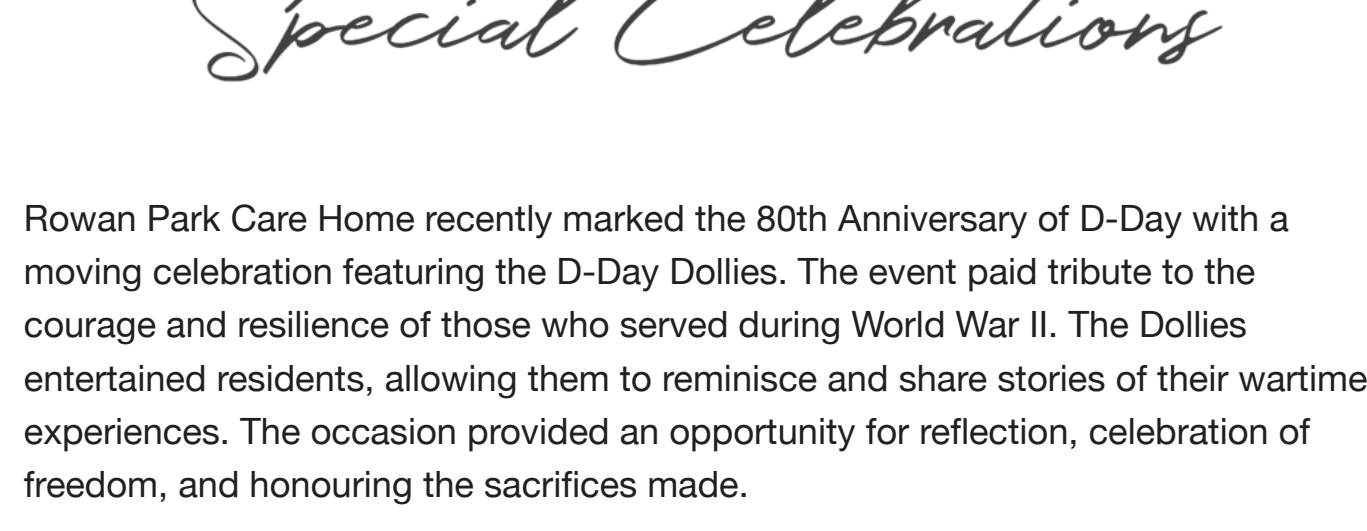 Special Celebrations
Rowan Park Care Home recently marked the 80th Anniversary of D-Day with a
moving celebration featuring the D-Day Dollies. The event paid tribute to the
courage and resilience of those who served during World War II. The Dollies
entertained residents, allowing them to reminisce and share stories of their wartime
experiences. The occasion provided an opportunity for reflection, celebration of
freedom, and honouring the sacrifices made.